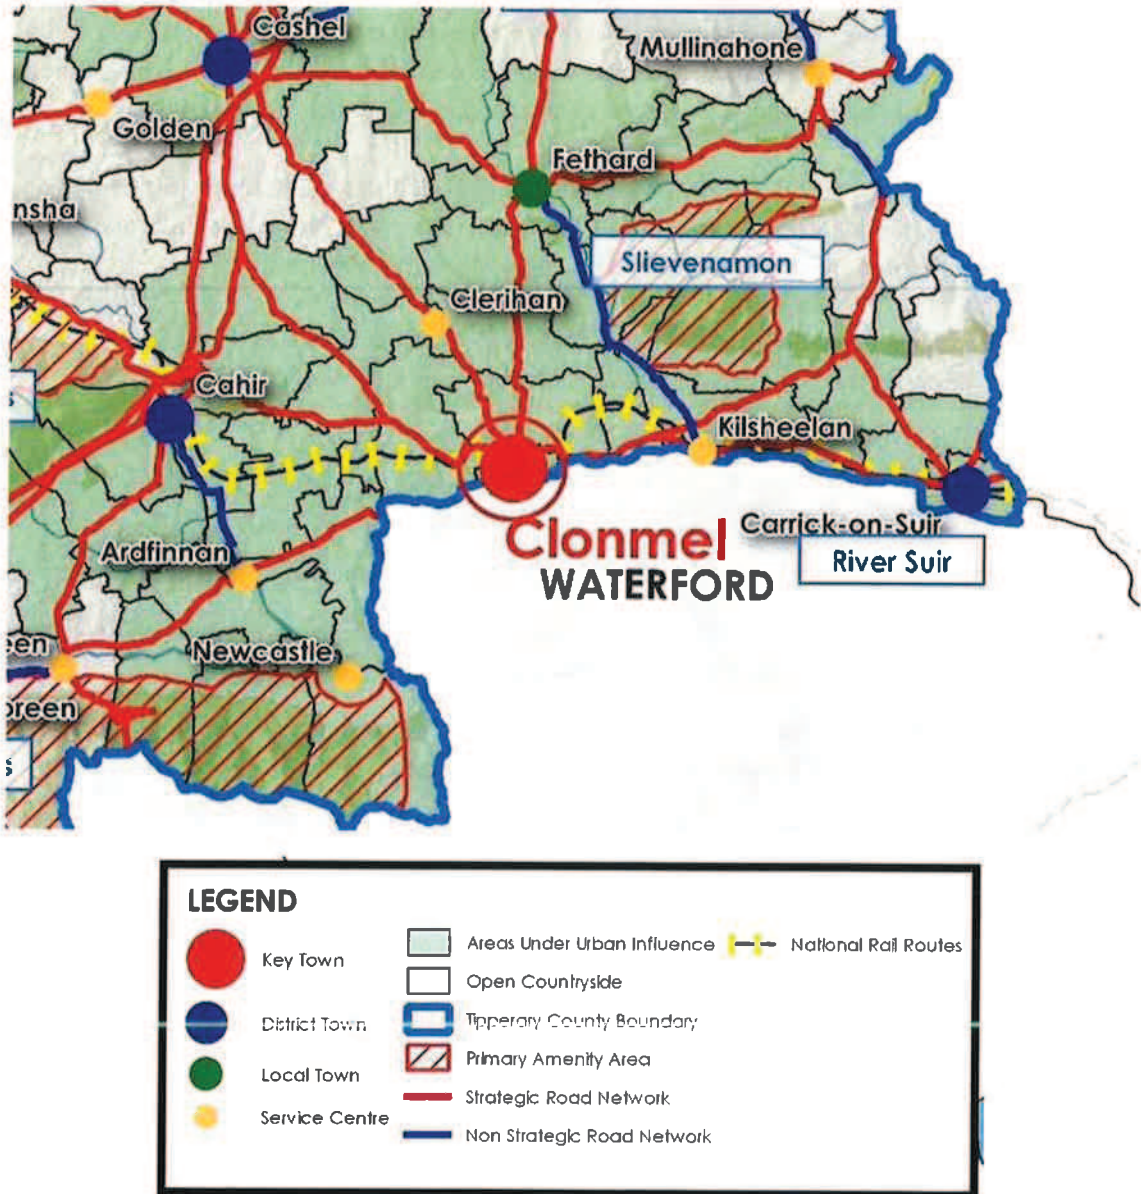 Cashel
Mullinahone
Golden
Fethard
nsha
Slievenamon
Clerihan
s
Cahir
Kilsheelan
Clonmel
Carrick-on-Suir
WATERFORD
River Suir
Ardfinnan
een
Newcastle
breen
s
LEGEND
Key Town
District Town
Local Town
Service Centre
Areas Under Urban Influence
Open Countryside
Tipperary County Boundary
Primary Amenity Area
Strategic Road Network
Non Strategic Road Network
National Rail Routes